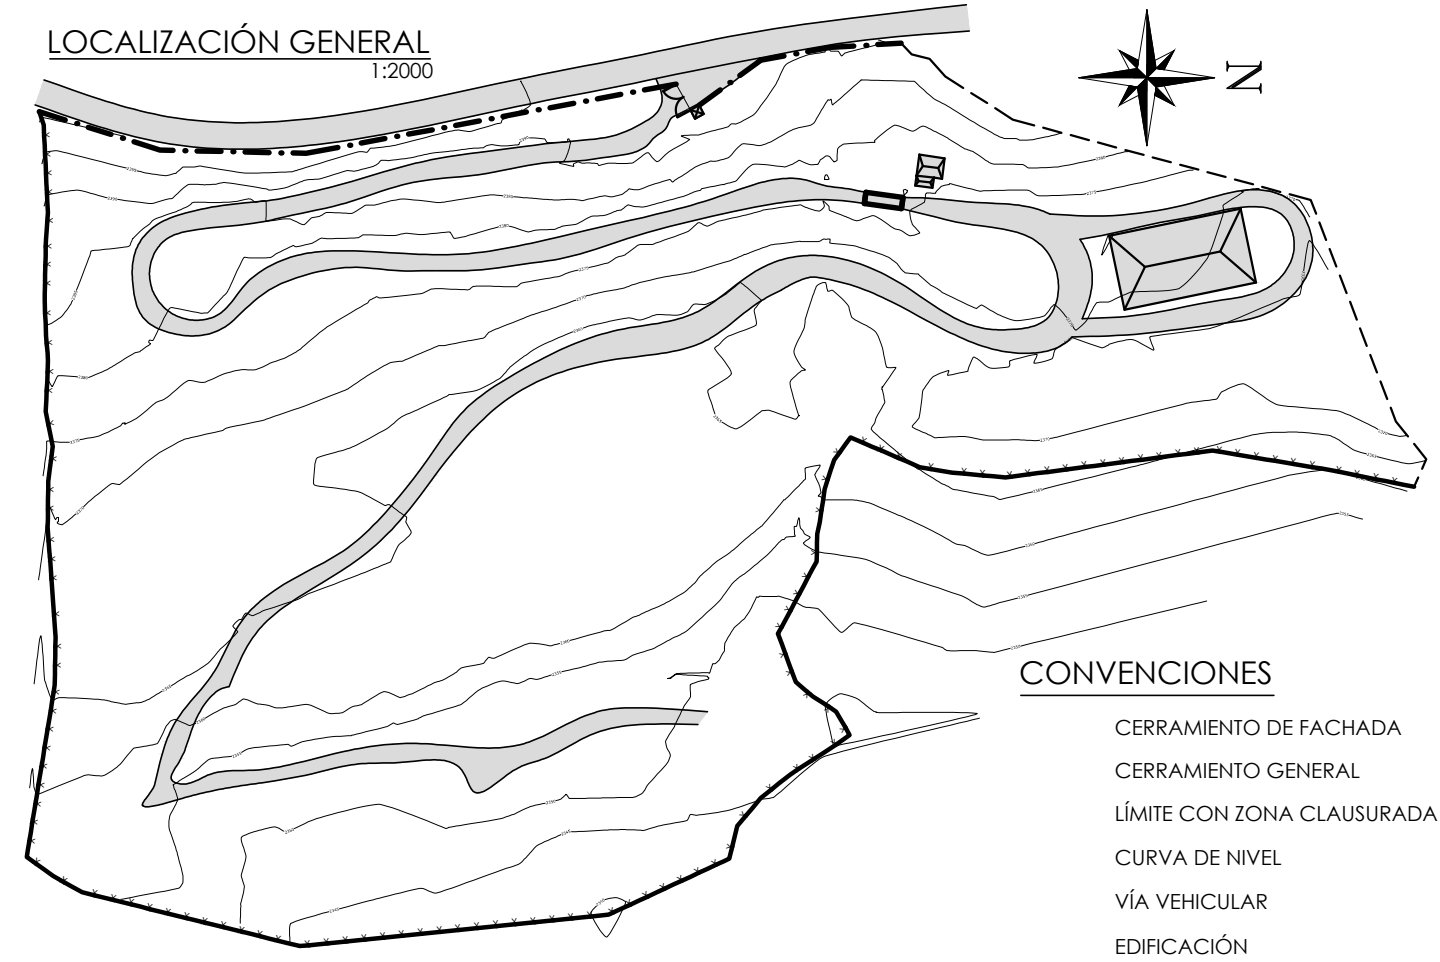 LOCALIZACIÓN GENERAL
1:2000
N
CONVENCIONES
CERRAMIENTO DE FACHADA
CERRAMIENTO GENERAL
LÍMITE CON ZONA CLAUSURADA
CURVA DE NIVEL
VÍA VEHICULAR
EDIFICACIÓN